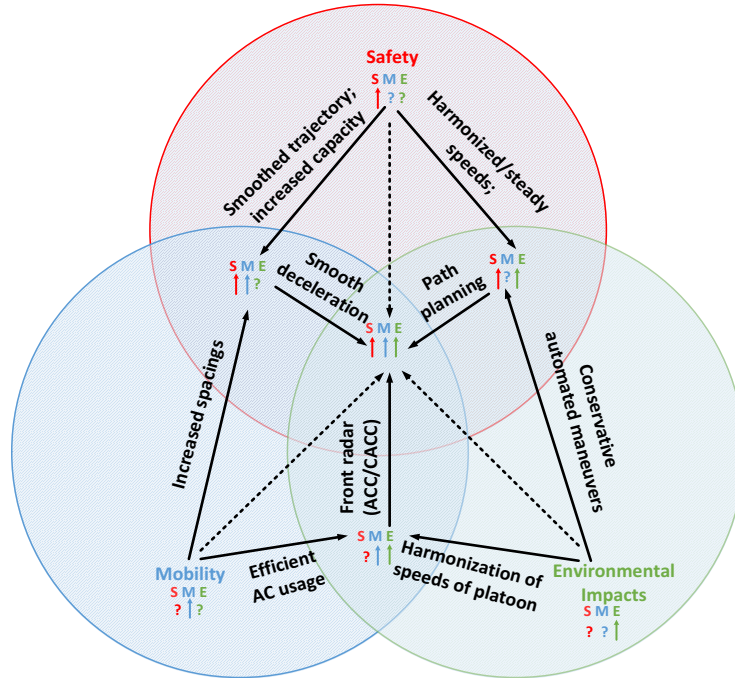 Safety
S M E
? ?
Smoothed trajectory;
increased capacity
Harmonized/steady
speeds;
S M E
?
Smooth
deceleration
Path
planning
S M E
?
S M E
Increased spacings
Front radar
(ACC/CACC)
Conservative
automated maneuvers
S M E
?
Mobility
S M E
? ?
Efficient
AC usage
Harmonization of
speeds of platoon
Environmental
Impacts
S M E
? ?